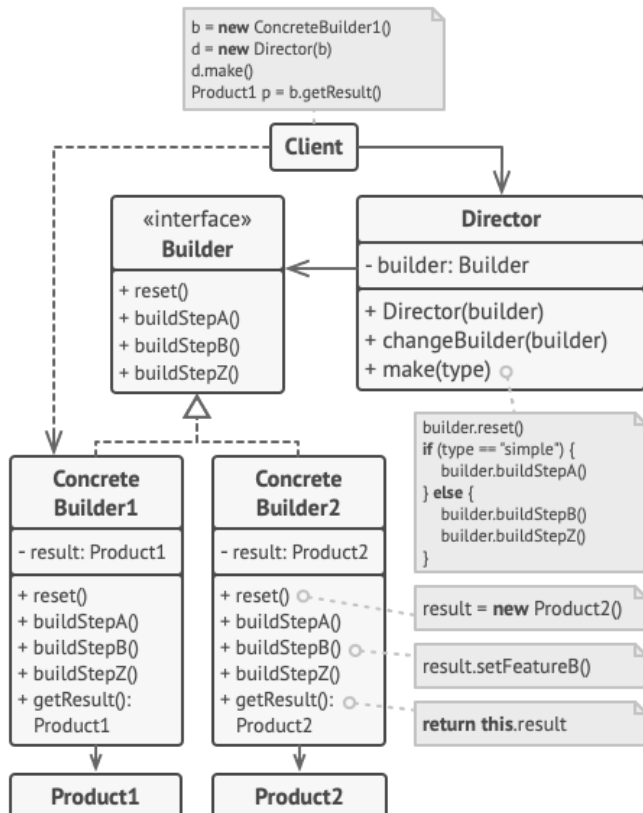 b = new ConcreteBuilder1()
d = new Director(b)
d.make()
Product1 p = b.getResult()
Client
«interface»
Builder
+ reset()
+ buildStepA()
+ buildStepB()
+ buildStepZ()
Director
- builder: Builder
+ Director(builder)
+ changeBuilder(builder)
+ make(type)
builder.reset()
if (type == "simple") {
builder.buildStepA()
} else {
builder.buildStepB()
builder.buildStepZ()
}
Concrete
Builder1
- result: Product1
+ reset()
+ buildStepA()
+ buildStepB()
+ buildStepZ()
+ getResult():
Product1
Concrete
Builder2
- result: Product2
+ reset()
+ buildStepA()
+ buildStepB()
+ buildStepZ()
+ getResult():
Product2
result = new Product2()
result.setFeatureB()
return this.result
Product1
Product2